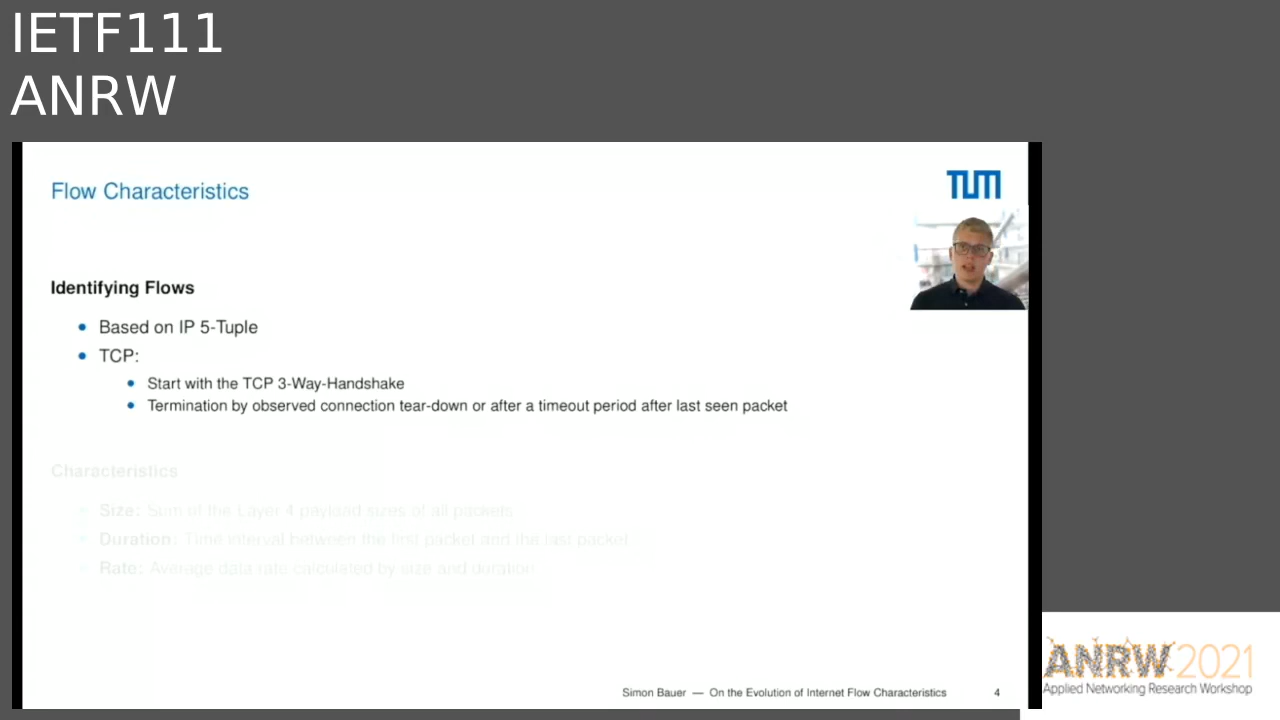 IETF111
ANRW
Flow Characteristics
TUM
Identifying Flows
Based on IP 5-Tuple
TCP:
Start with the TCP 3-Way-Handshake
Termination by observed connection tear-down or after a timeout period after last seen packet
Characteristics
Size: Sum of the Layer 4 payload sizes of all packets
Duration: Time interval between the first packet and the last packet
Rate: Average data rate calculated by size and duration
Simon Bauer — On the Evolution of Internet Flow Characteristics 4
ANRW 2021
Applied Networking Research Workshop